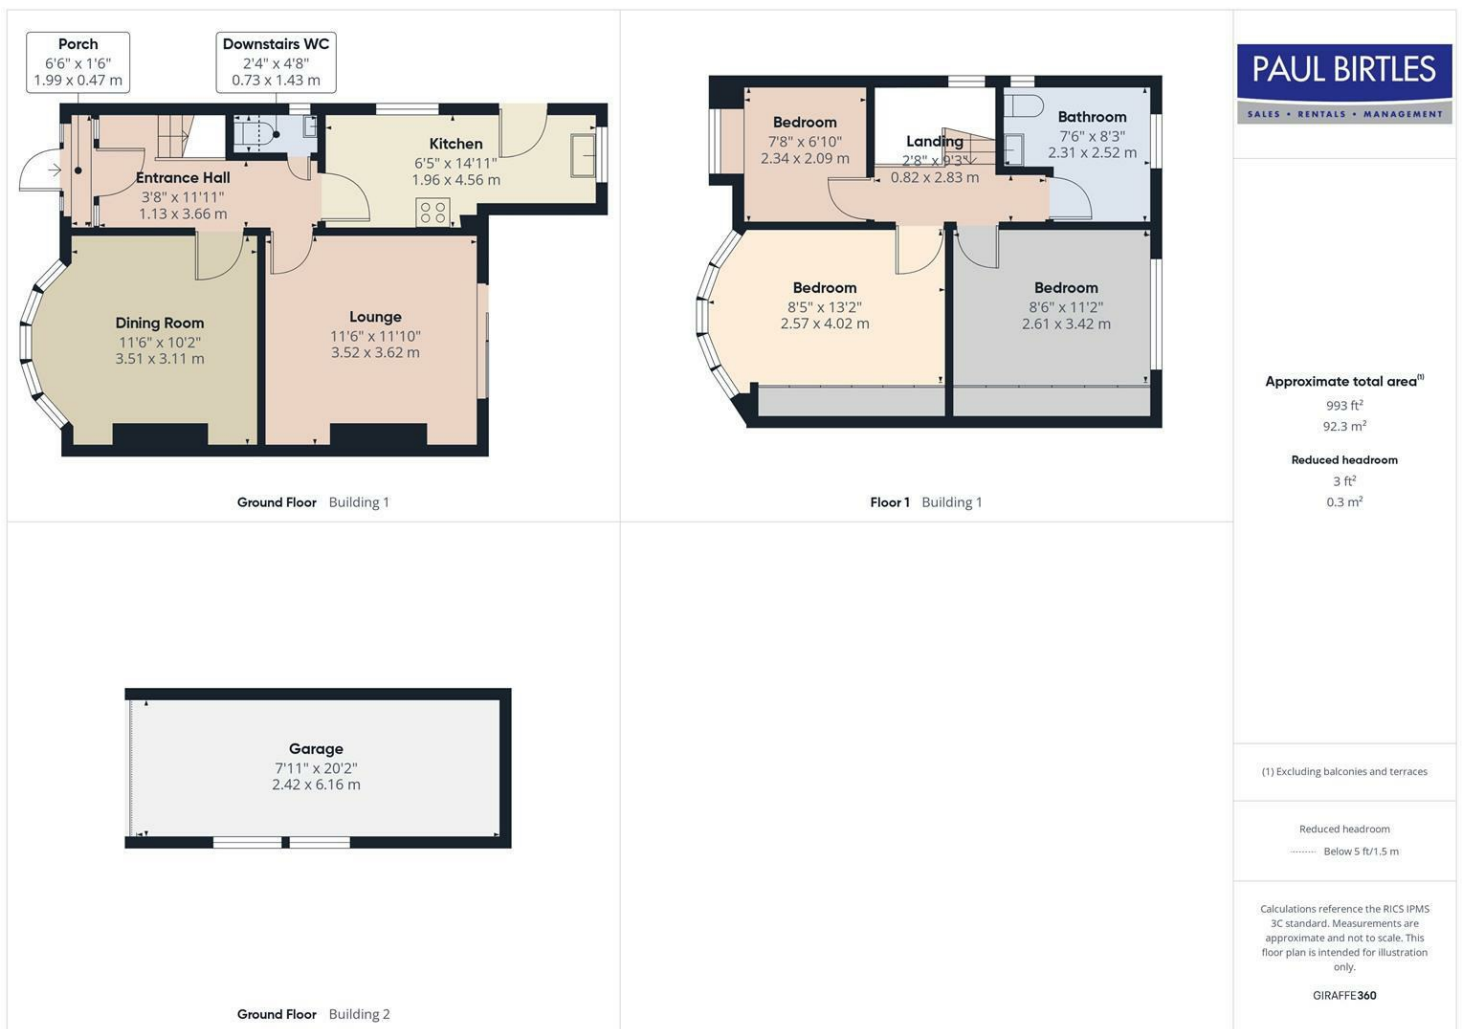 Porch
6'6" x 1'6"
1.99 x 0.47 m
Downstairs WC
2'4" x 4'8"
0.73 x 1.43 m
Kitchen
6'5" x 14'11"
1.96 x 4.56 m
Entrance Hall
3'8" x 11'11"
1.13 x 3.66 m
Dining Room
11'6" x 10'2"
3.51 x 3.11 m
Lounge
11'6" x 11'10"
3.52 x 3.62 m
Ground Floor Building 1
Bedroom
7'8" x 6'10"
2.34 x 2.09 m
Landing
2'8" x 9'3"
0.82 x 2.83 m
Bathroom
7'6" x 8'3"
2.31 x 2.52 m
Bedroom
8'5" x 13'2"
2.57 x 4.02 m
Bedroom
8'6" x 11'2"
2.61 x 3.42 m
Floor 1 Building 1
Garage
7'11" x 20'2"
2.42 x 6.16 m
Ground Floor Building 2
PAUL BIRTLES
SALES • RENTALS • MANAGEMENT
Approximate total area(1)
993 ft²
92.3 m²
Reduced headroom
3 ft²
0.3 m²
(1) Excluding balconies and terraces
Reduced headroom
Below 5 ft/1.5 m
Calculations reference the RICS IPMS
3C standard. Measurements are
approximate and not to scale. This
floor plan is intended for illustration
only.
GIRAFFE360